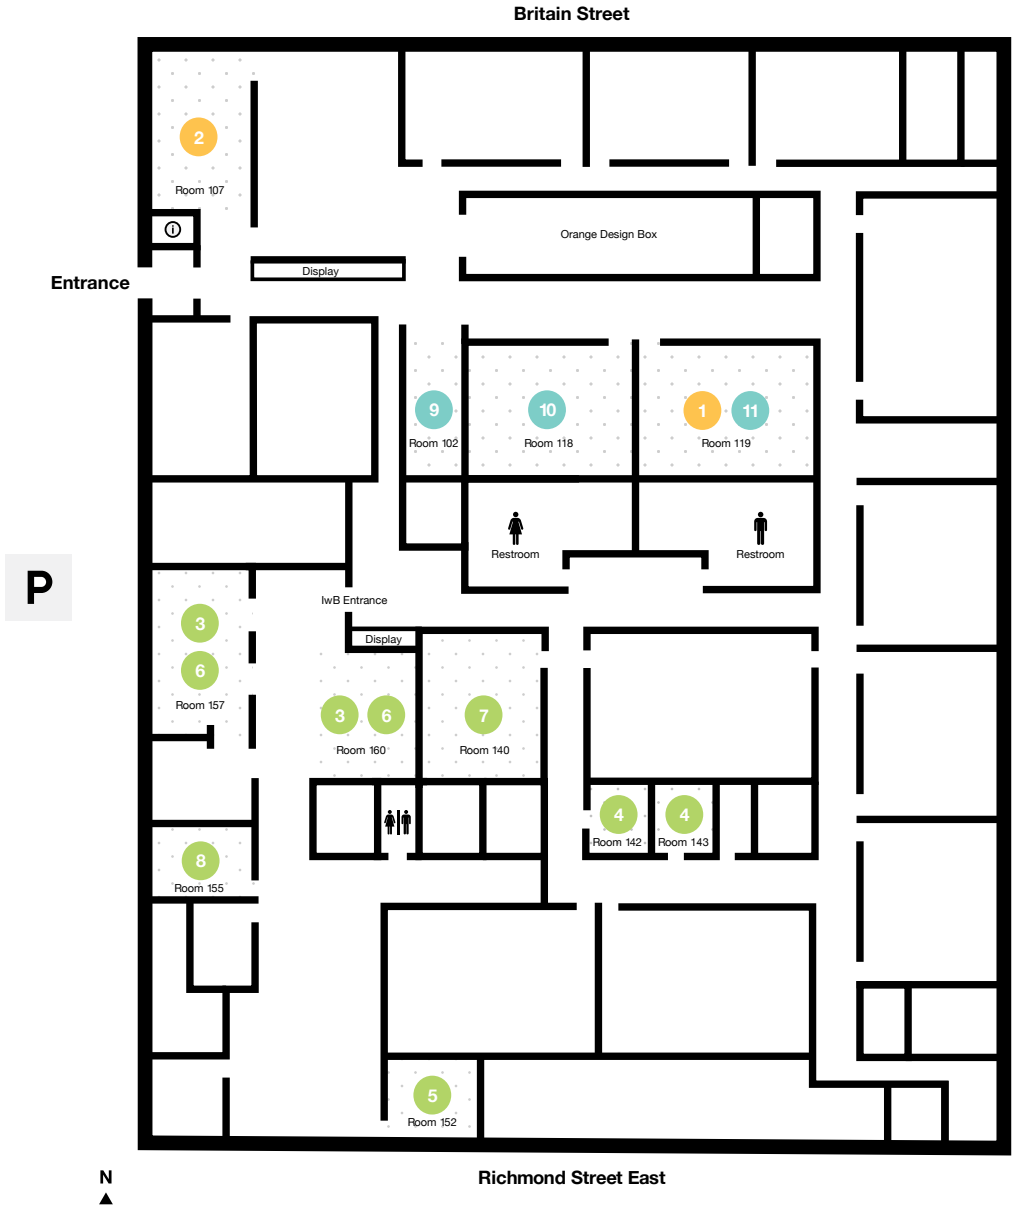 Britain Street
2
Room 107
i
Orange Design Box
Display
Entrance
9
10
1
11
Room 102
Room 118
Room 119
Restroom
Restroom
P
IwB Entrance
Display
3
6
Room 157
3
6
7
Room 160
Room 140
4
4
Room 142
Room 143
8
Room 155
5
Room 152
N
Richmond Street East